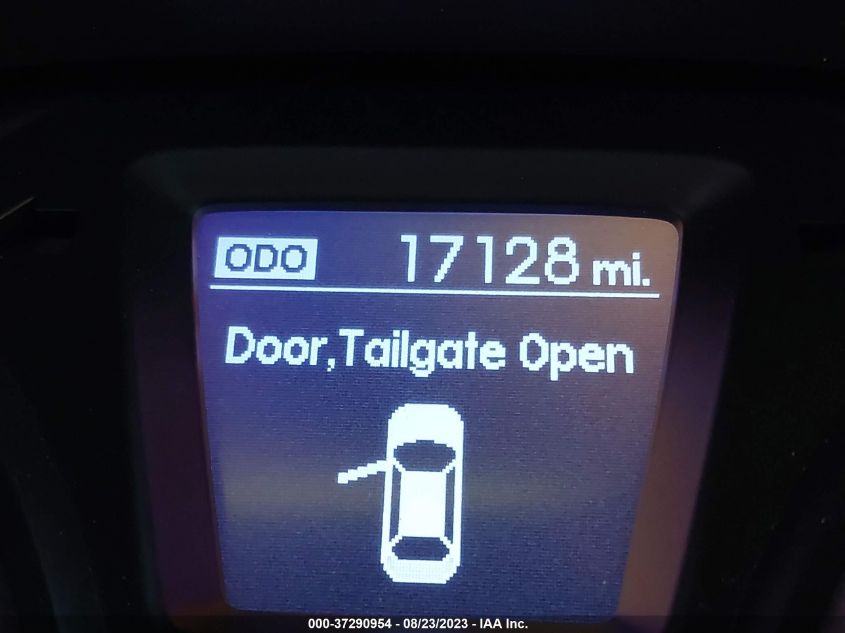 ODO 17128 mi.
Door,Tailgate Open
000-37290954 - 08/23/2023 - IAA Inc.